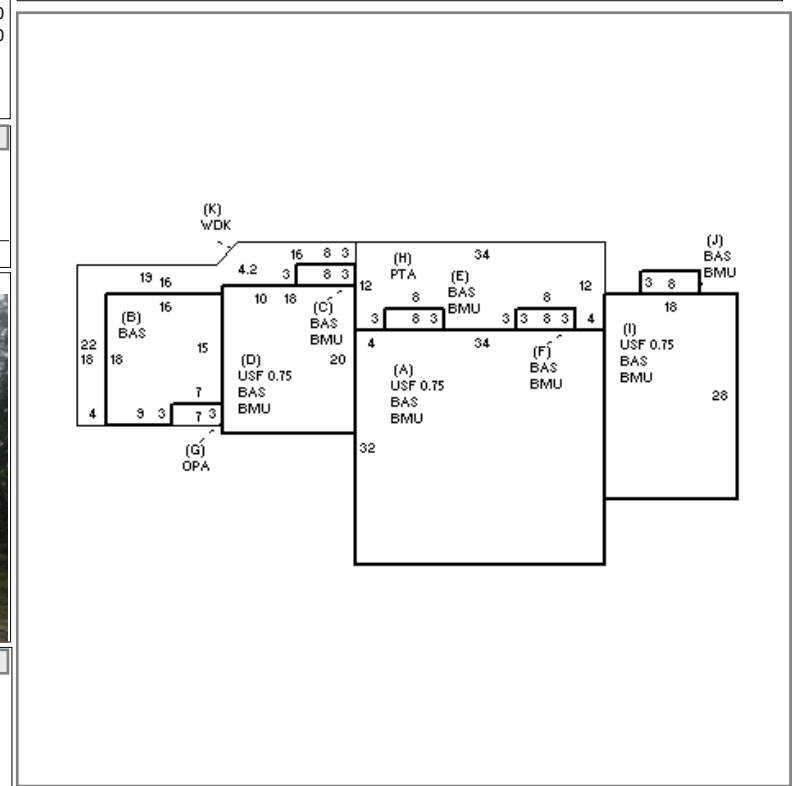 (K)
WDK
16 8 3
4.2
3 8 3
(H)
PTA
34
(E)
BAS
BMU
(J)
BAS
BMU
19 16
16
12
12
3 8
18
10 18
(C)
BAS
BMU
8
3 8 3
8
3 8 3
4
(B)
BAS
22
18
18
15
(D)
USF 0.75
BAS
BMU
20
4
34
(A)
USF 0.75
BAS
BMU
(F)
BAS
BMU
(I)
USF 0.75
BAS
BMU
28
4
9 3
7
7 3
(G)
OPA
32